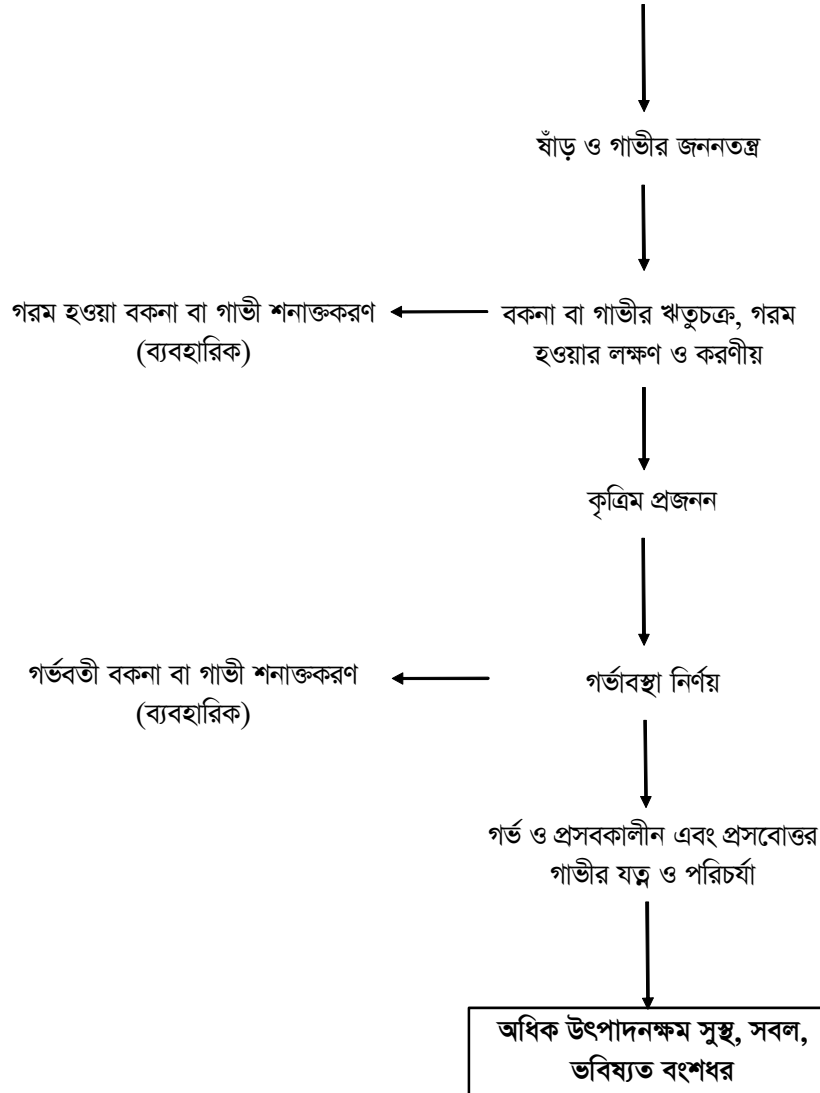 ষাঁড় ও গাভীর জননতন্ত্র
গরম হওয়া বকনা বা গাভী শনাক্তকরণ
(ব্যবহারিক)
বকনা বা গাভীর ঋতুচক্র, গরম
হওয়ার লক্ষণ ও করণীয়
কৃত্রিম প্রজনন
গর্ভবতী বকনা বা গাভী শনাক্তকরণ
(ব্যবহারিক)
গর্ভাবস্থা নির্ণয়
গর্ভ ও প্রসবকালীন এবং প্রসবোত্তর
গাভীর যত্ন ও পরিচর্যা
অধিক উৎপাদনক্ষম সুস্থ, সবল,
ভবিষ্যত বংশধর